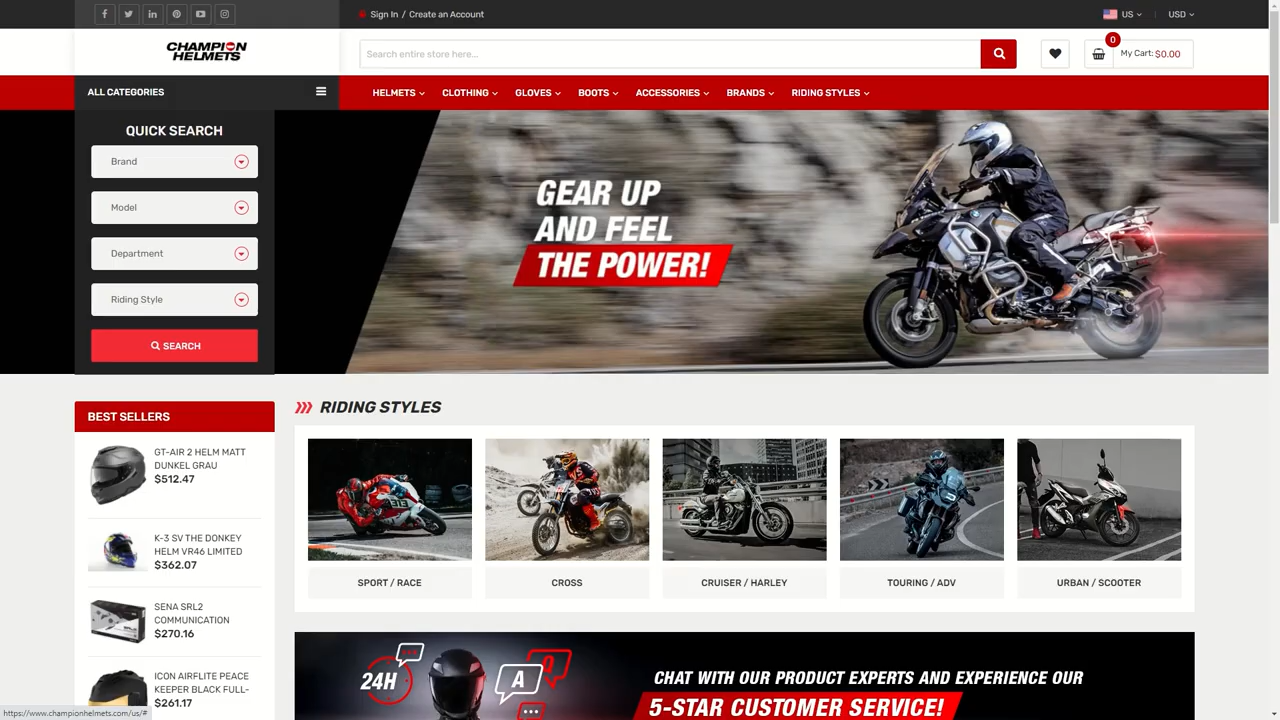 Sign In / Create an Account
US
USD
CHAMPION
HELMETS
Search entire store here...
0
My Cart: $0.00
ALL CATEGORIES
HELMETS
CLOTHING
GLOVES
BOOTS
ACCESSORIES
BRANDS
RIDING STYLES
QUICK SEARCH
Brand
Model
Department
Riding Style
SEARCH
GEAR UP
AND FEEL
THE POWER!
BEST SELLERS
GT-AIR 2 HELM MATT
DUNKEL GRAU
$512.47
K-3 SV THE DONKEY
HELM VR46 LIMITED
$362.07
SENA SRL2
COMMUNICATION
$270.16
ICON AIRFLITE PEACE
KEEPER BLACK FULL-
$261.17
RIDING STYLES
SPORT / RACE
CROSS
CRUISER / HARLEY
TOURING / ADV
URBAN / SCOOTER
24H
A
Q
CHAT WITH OUR PRODUCT EXPERTS AND EXPERIENCE OUR
5-STAR CUSTOMER SERVICE!
https://www.championhelmets.com/us/#